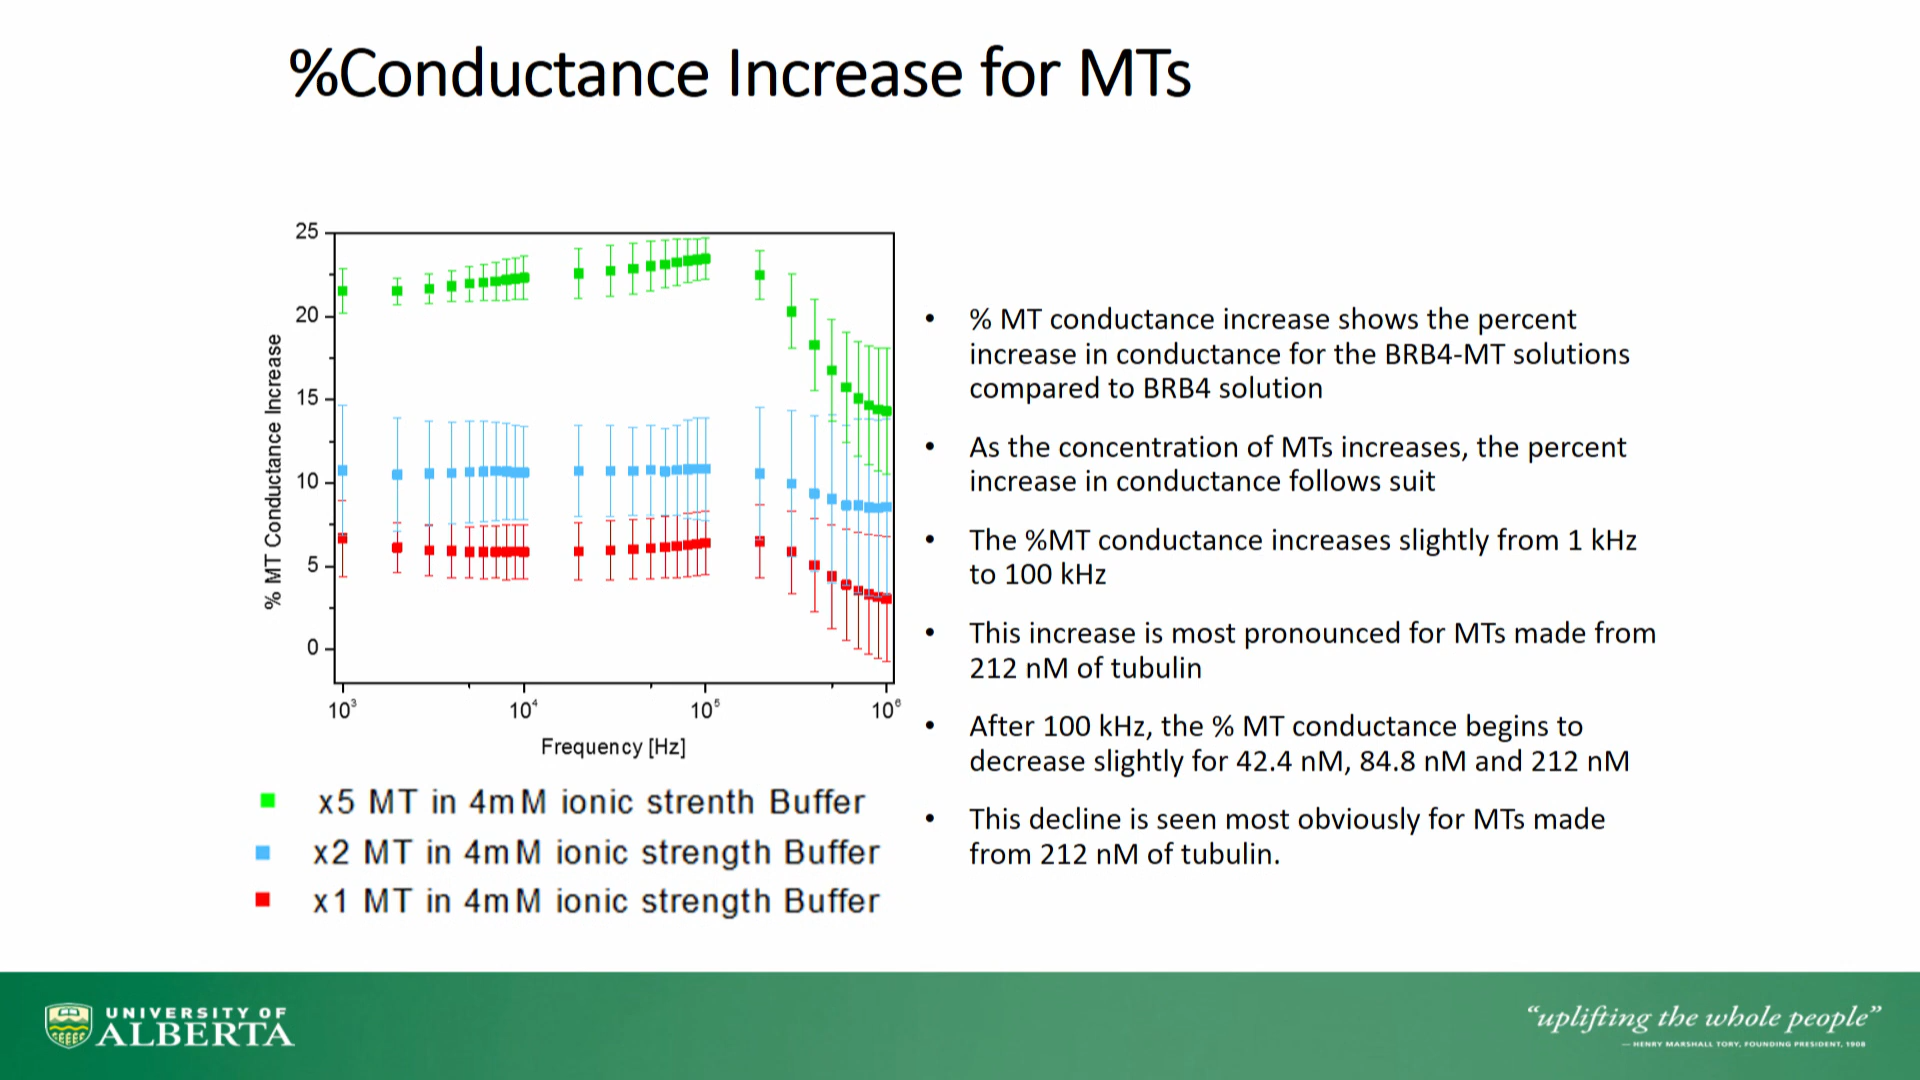 %Conductance Increase for MTs
25
20
15
10
5
0
% MT Conductance Increase
10³
10⁴
10⁵
10⁶
Frequency [Hz]
x5 MT in 4mM ionic strenth Buffer
x2 MT in 4mM ionic strength Buffer
x1 MT in 4mM ionic strength Buffer
• % MT conductance increase shows the percent
increase in conductance for the BRB4-MT solutions
compared to BRB4 solution
• As the concentration of MTs increases, the percent
increase in conductance follows suit
• The %MT conductance increases slightly from 1 kHz
to 100 kHz
• This increase is most pronounced for MTs made from
212 nM of tubulin
• After 100 kHz, the % MT conductance begins to
decrease slightly for 42.4 nM, 84.8 nM and 212 nM
• This decline is seen most obviously for MTs made
from 212 nM of tubulin.
UNIVERSITY OF
ALBERTA
“uplifting the whole people”
— HENRY MARSHALL TORY, FOUNDING PRESIDENT, 1908